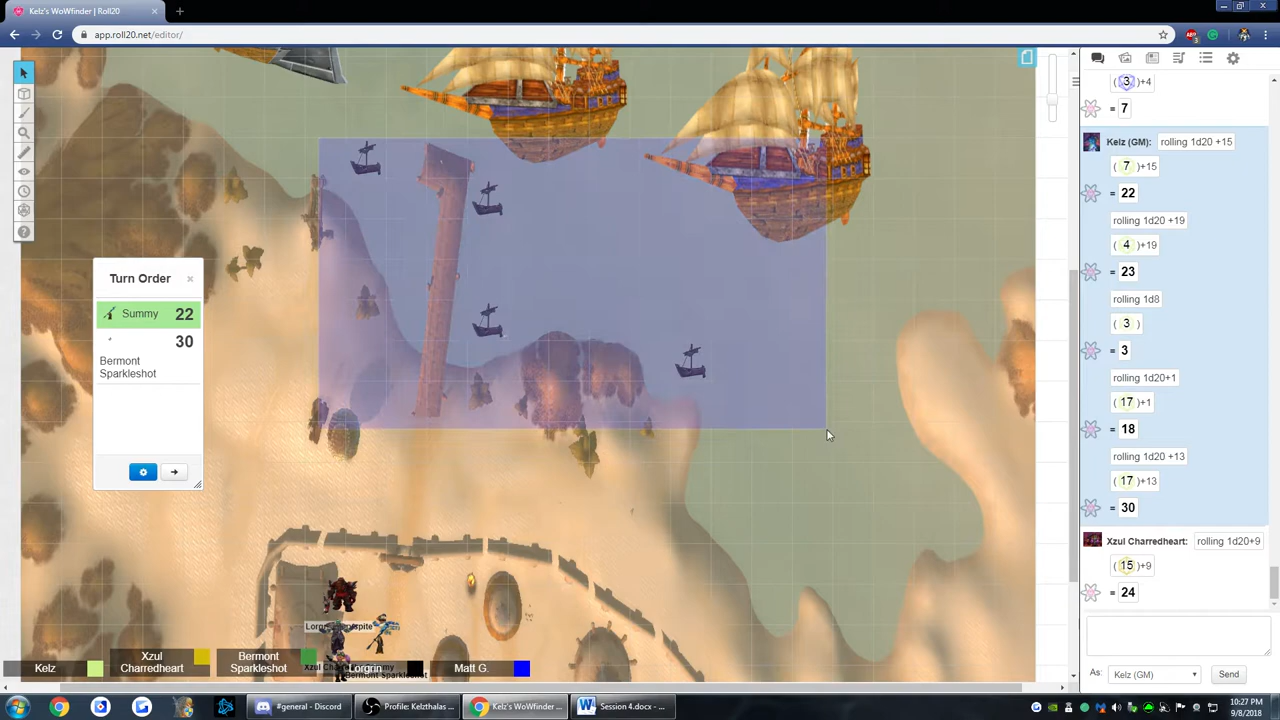 Kelz's WoWfinder | Roll20
app.roll20.net/editor/
Turn Order
Summy 22
30
Bermont
Sparkleshot
( 3 )+4
= 7
Kelz (GM): rolling 1d20 +15
( 7 )+15
= 22
rolling 1d20 +19
( 4 )+19
= 23
rolling 1d8
( 3 )
= 3
rolling 1d20+1
( 17 )+1
= 18
rolling 1d20 +13
( 17 )+13
= 30
Xzul Charredheart: rolling 1d20+9
( 15 )+9
= 24
As: Kelz (GM) Send
Kelz
Xzul
Charredheart
Bermont
Sparkleshot
Lorgrin
Matt G.
Bermont Sparkleshot
#general - Discord
Profile: Kelzthalas ...
Kelz's WoWfinder ...
Session 4.docx - ...
10:27 PM
9/8/2018